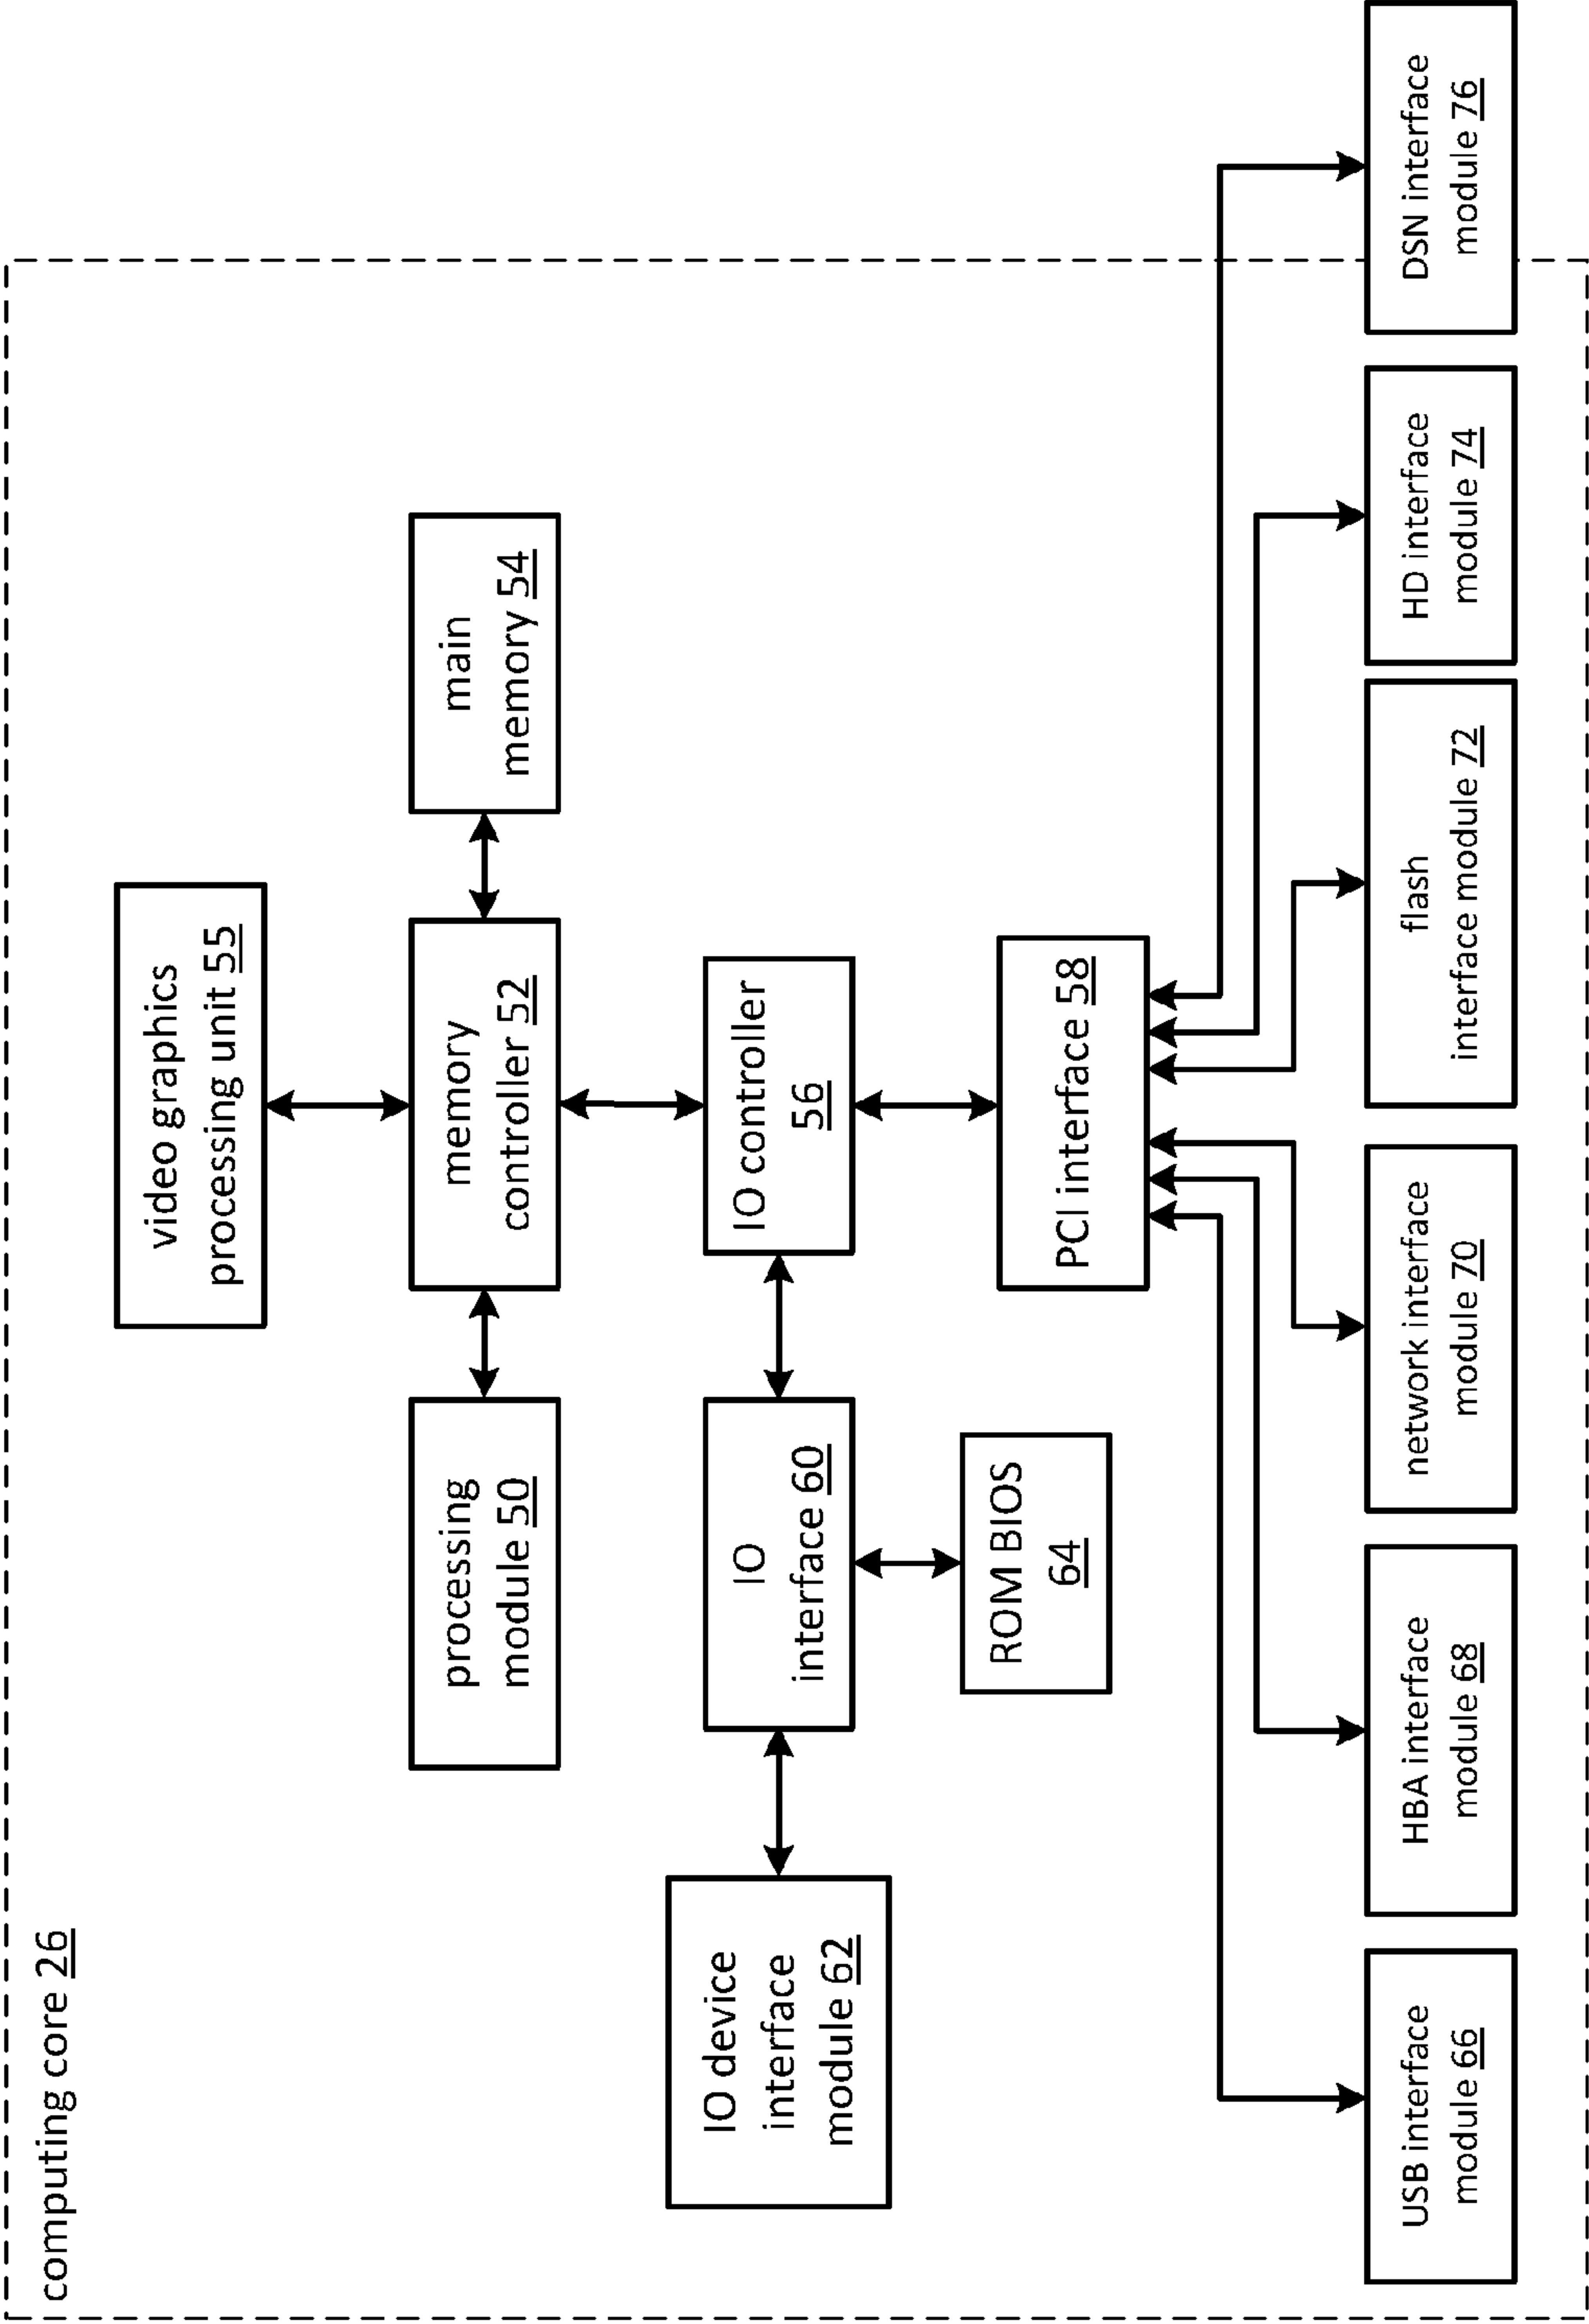 computing core 26
video graphics
processing unit 55
processing
module 50
memory
controller 52
main
memory 54
IO device
interface
module 62
IO
interface 60
IO controller
56
ROM BIOS
64
PCI interface 58
USB interface
module 66
HBA interface
module 68
network interface
module 70
flash
interface module 72
HD interface
module 74
DSN interface
module 76